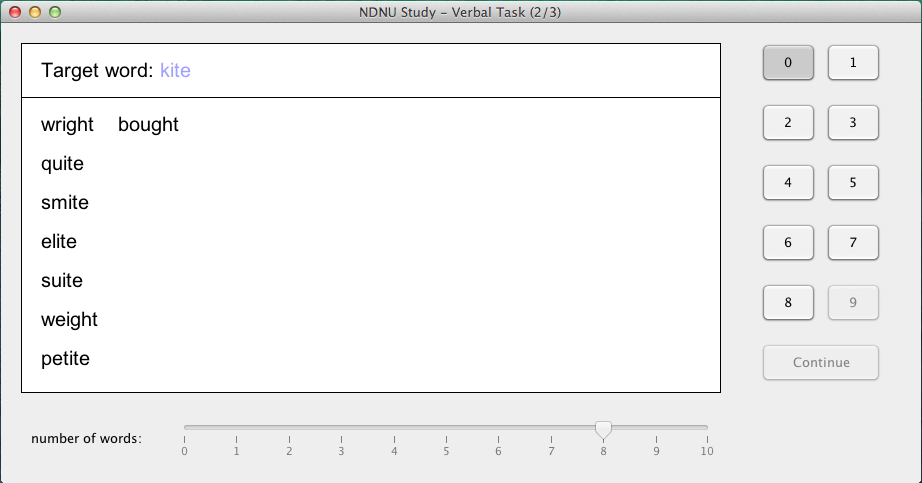 NDNU Study - Verbal Task (2/3)
Target word: kite
wright bought
quite
smite
elite
suite
weight
petite
0 1
2 3
4 5
6 7
8 9
Continue
number of words:
0 1 2 3 4 5 6 7 8 9 10